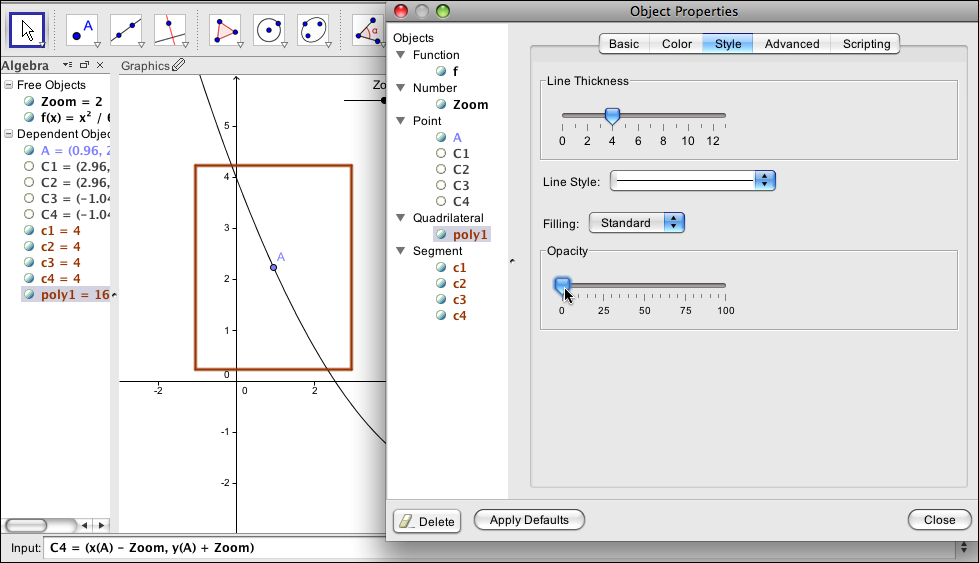 Object Properties
A
α
Algebra
Graphics
Free Objects
Zoom = 2
f(x) = x² / 6
Dependent Objec
A = (0.96, 2
C1 = (2.96,
C2 = (2.96,
C3 = (-1.04
C4 = (-1.04
c1 = 4
c2 = 4
c3 = 4
c4 = 4
poly1 = 16
Zo
5
4
3
2
1
0
-1
-2
-2
0
2
A
Objects
Function
f
Number
Zoom
Point
A
C1
C2
C3
C4
Quadrilateral
poly1
Segment
c1
c2
c3
c4
Basic Color Style Advanced Scripting
Line Thickness
0 2 4 6 8 10 12
Line Style:
Filling: Standard
Opacity
0 25 50 75 100
Delete Apply Defaults Close
Input: C4 = (x(A) - Zoom, y(A) + Zoom)